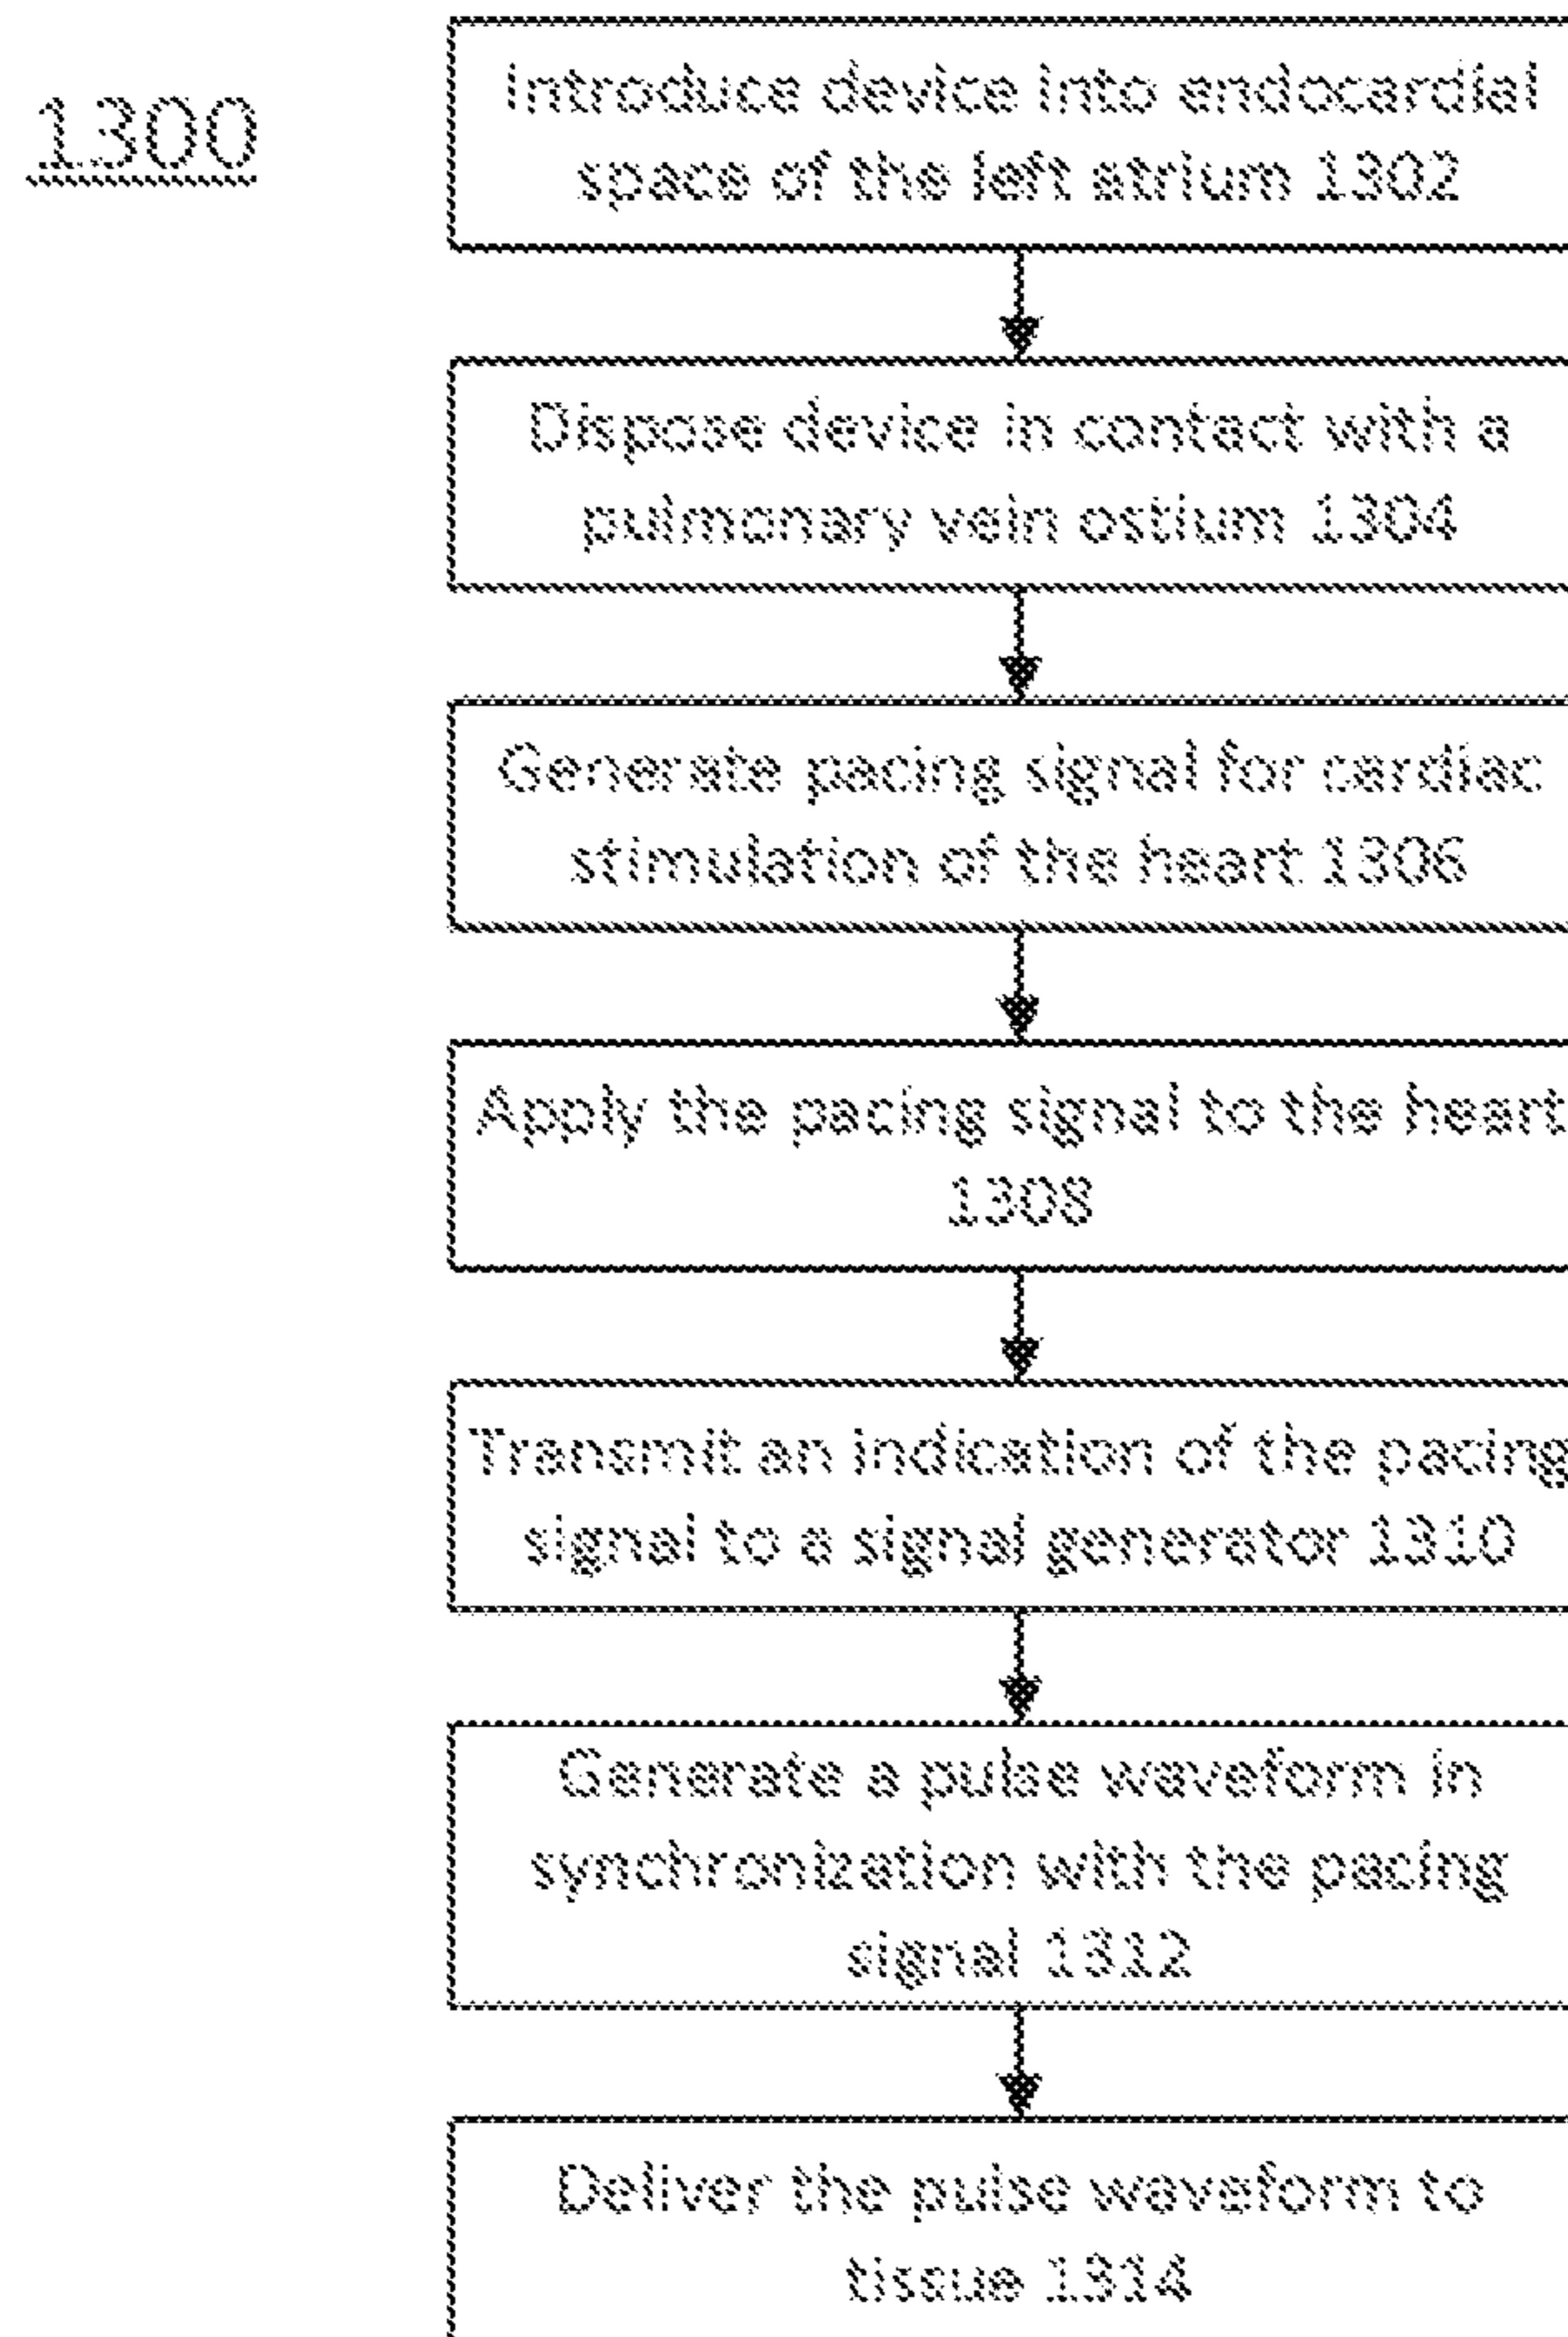 1300
Introduce device into endocardial
space of the left atrium 1302
Dispose device in contact with a
pulmonary vein ostium 1304
Generate pacing signal for cardiac
stimulation of the heart 1306
Apply the pacing signal to the heart
1308
Transmit an indication of the pacing
signal to a signal generator 1310
Generate a pulse waveform in
synchronization with the pacing
signal 1312
Deliver the pulse waveform to
tissue 1314